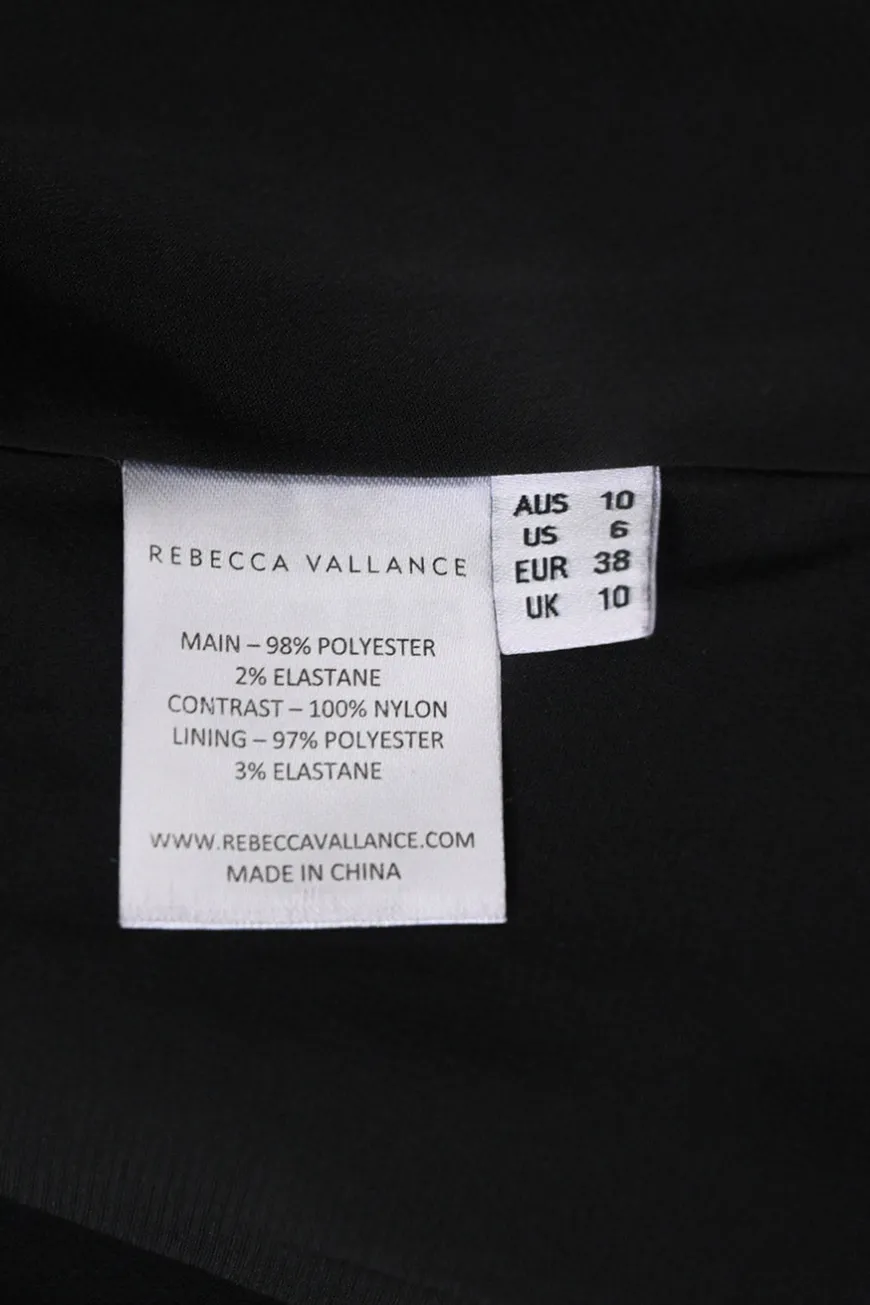 REBECCA VALLANCE
MAIN – 98% POLYESTER
2% ELASTANE
CONTRAST – 100% NYLON
LINING – 97% POLYESTER
3% ELASTANE
WWW.REBECCAVALLANCE.COM
MADE IN CHINA
AUS 10
US 6
EUR 38
UK 10